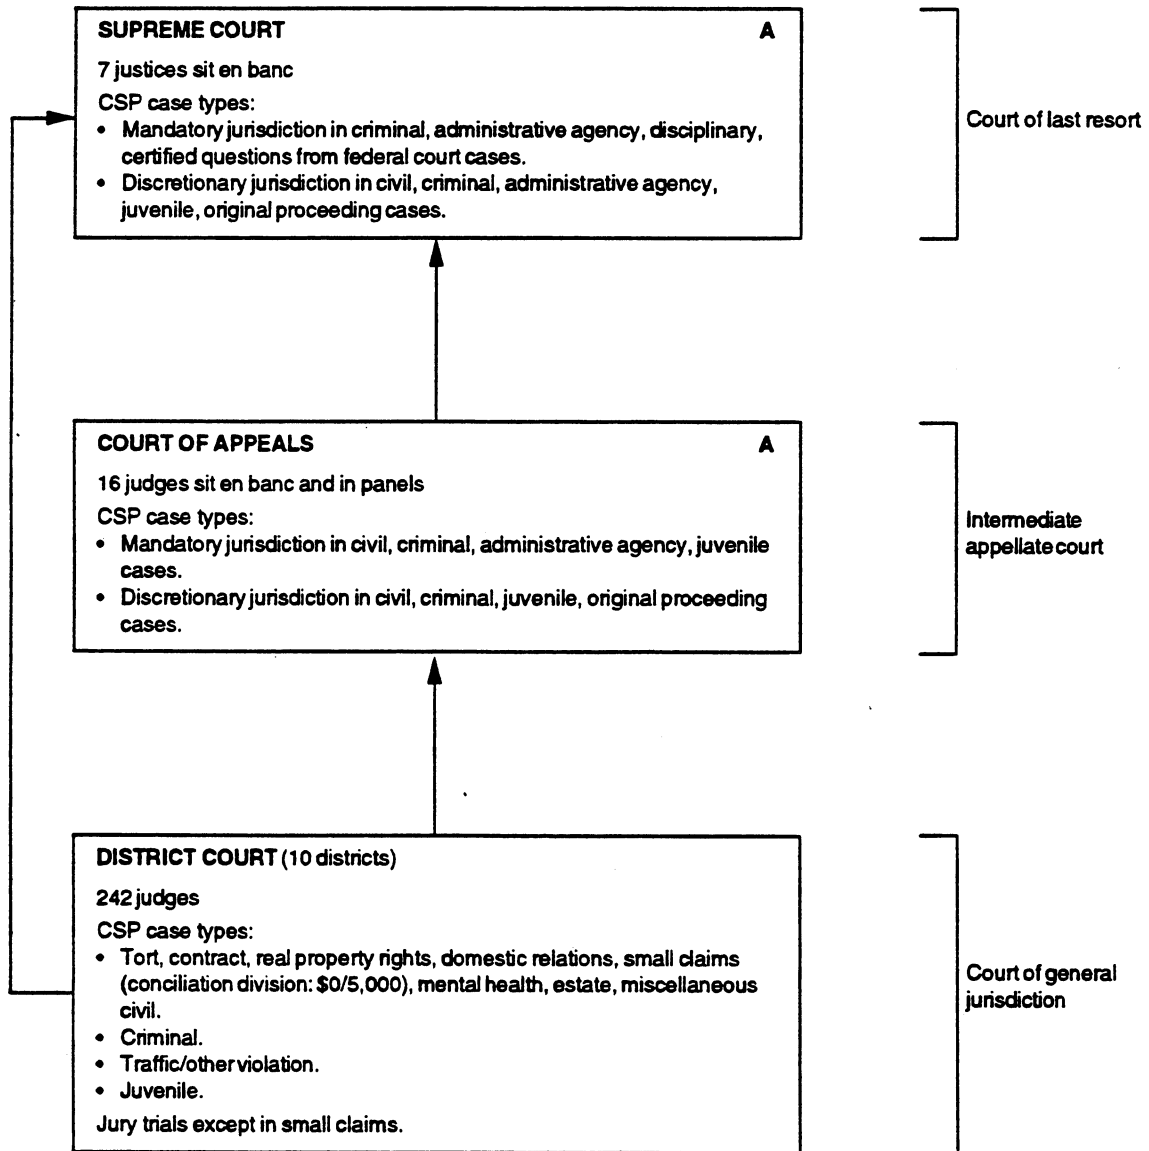 SUPREME COURT A
7 justices sit en banc
CSP case types:
• Mandatory jurisdiction in criminal, administrative agency, disciplinary,
certified questions from federal court cases.
• Discretionary jurisdiction in civil, criminal, administrative agency,
juvenile, original proceeding cases.
Court of last resort
COURT OF APPEALS A
16 judges sit en banc and in panels
CSP case types:
• Mandatory jurisdiction in civil, criminal, administrative agency, juvenile
cases.
• Discretionary jurisdiction in civil, criminal, juvenile, original proceeding
cases.
Intermediate
appellate court
DISTRICT COURT (10 districts)
242 judges
CSP case types:
• Tort, contract, real property rights, domestic relations, small claims
(conciliation division: $0/5,000), mental health, estate, miscellaneous
civil.
• Criminal.
• Traffic/other violation.
• Juvenile.
Jury trials except in small claims.
Court of general
jurisdiction